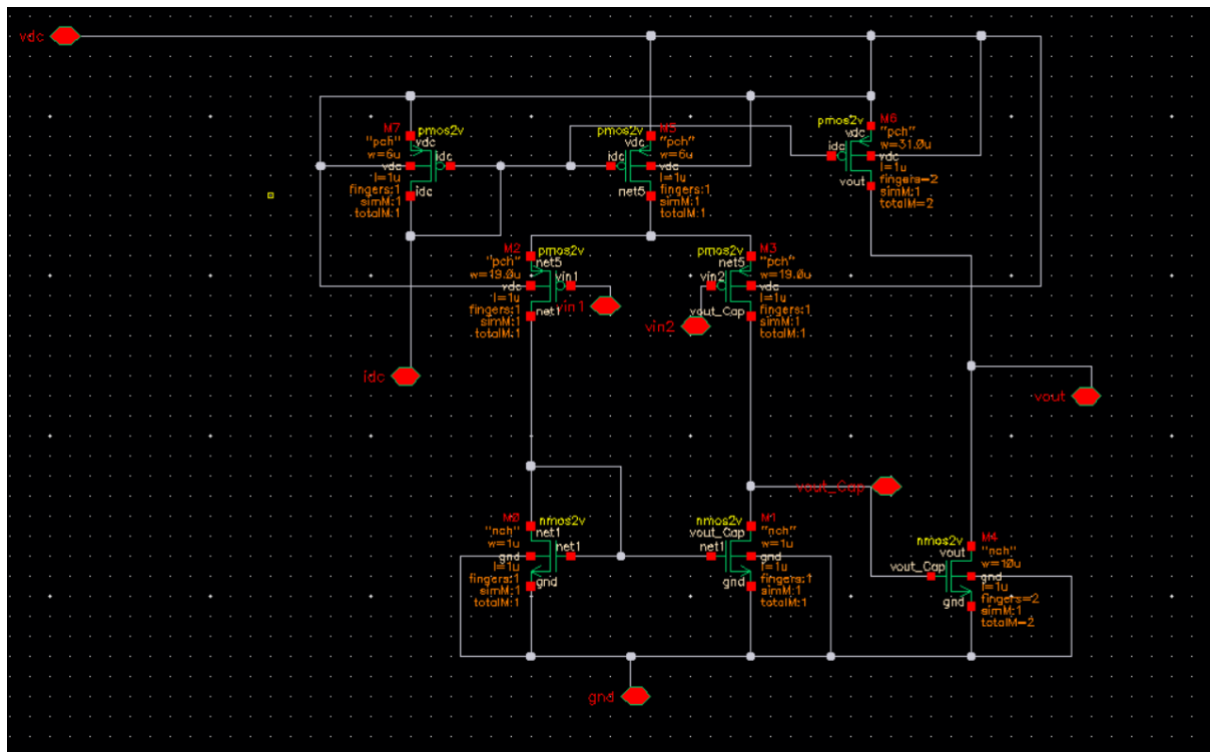 vdc
M7
pmos2v
"pch"
vdc
w=6u
idc
vdc
l=1u
idc
fingers:1
simM:1
totalM:1
pmos2v
M5
"pch"
vdc
w=6u
idc
vdc
l=1u
net5
fingers:1
simM:1
totalM:1
pmos2v
M6
vdc
"pch"
w=31.0u
idc
vdc
l=1u
vout
fingers=2
simM:1
totalM=2
M2
pmos2v
"pch"
net5
w=19.0u
vin1
vdc
l=1u
fingers:1
net1
simM:1
totalM:1
vin1
pmos2v
M3
net5
"pch"
w=19.0u
vin2
vdc
l=1u
vout_Cap
fingers:1
simM:1
totalM:1
vin2
idc
vout
vout_Cap
M0
nmos2v
"nch"
net1
w=1u
net1
gnd
l=1u
fingers:1
gnd
simM:1
totalM:1
nmos2v
M1
vout_Cap
"nch"
w=1u
net1
gnd
l=1u
fingers:1
gnd
simM:1
totalM:1
nmos2v
M4
vout
"nch"
w=10u
vout_Cap
gnd
l=1u
fingers=2
gnd
simM:1
totalM=2
gnd